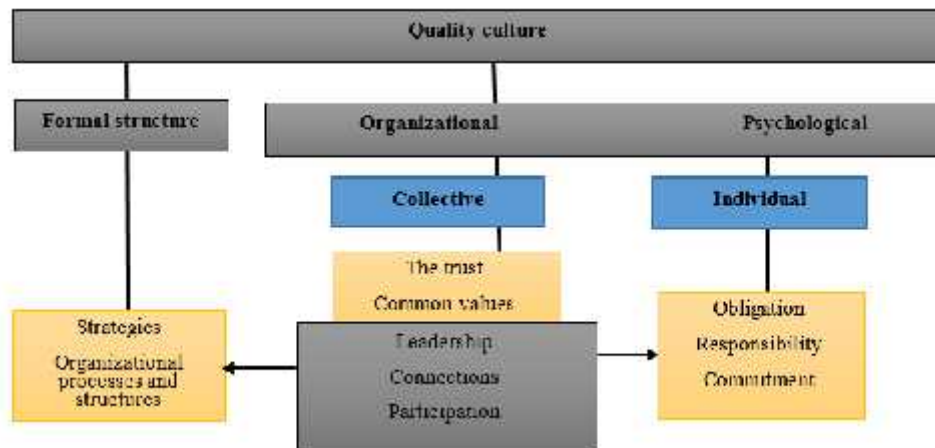 Quality culture
Formal structure
Organizational Psychological
Collective
Individual
The trust
Common values
Leadership
Connections
Participation
Strategies
Organizational
processes and
structures
Obligation
Responsibility
Commitment